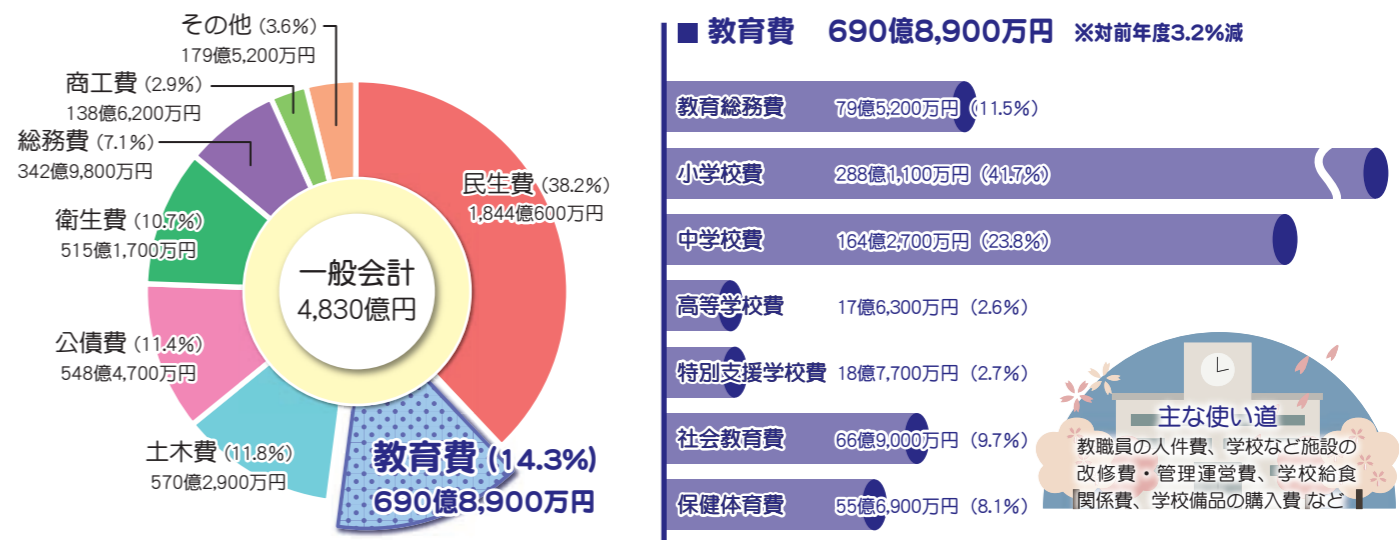 その他 (3.6%)
179億5,200万円
商工費 (2.9%)
138億6,200万円
総務費 (7.1%)
342億9,800万円
衛生費 (10.7%)
515億1,700万円
公債費 (11.4%)
548億4,700万円
土木費 (11.8%)
570億2,900万円
民生費 (38.2%)
1,844億600万円
一般会計
4,830億円
教育費 (14.3%)
690億8,900万円
■ 教育費 690億8,900万円 ※対前年度3.2%減
教育総務費 79億5,200万円 (11.5%)
小学校費 288億1,100万円 (41.7%)
中学校費 164億2,700万円 (23.8%)
高等学校費 17億6,300万円 (2.6%)
特別支援学校費 18億7,700万円 (2.7%)
社会教育費 66億9,000万円 (9.7%)
保健体育費 55億6,900万円 (8.1%)
主な使い道
教職員の人件費、学校など施設の
改修費・管理運営費、学校給食
関係費、学校備品の購入費 など